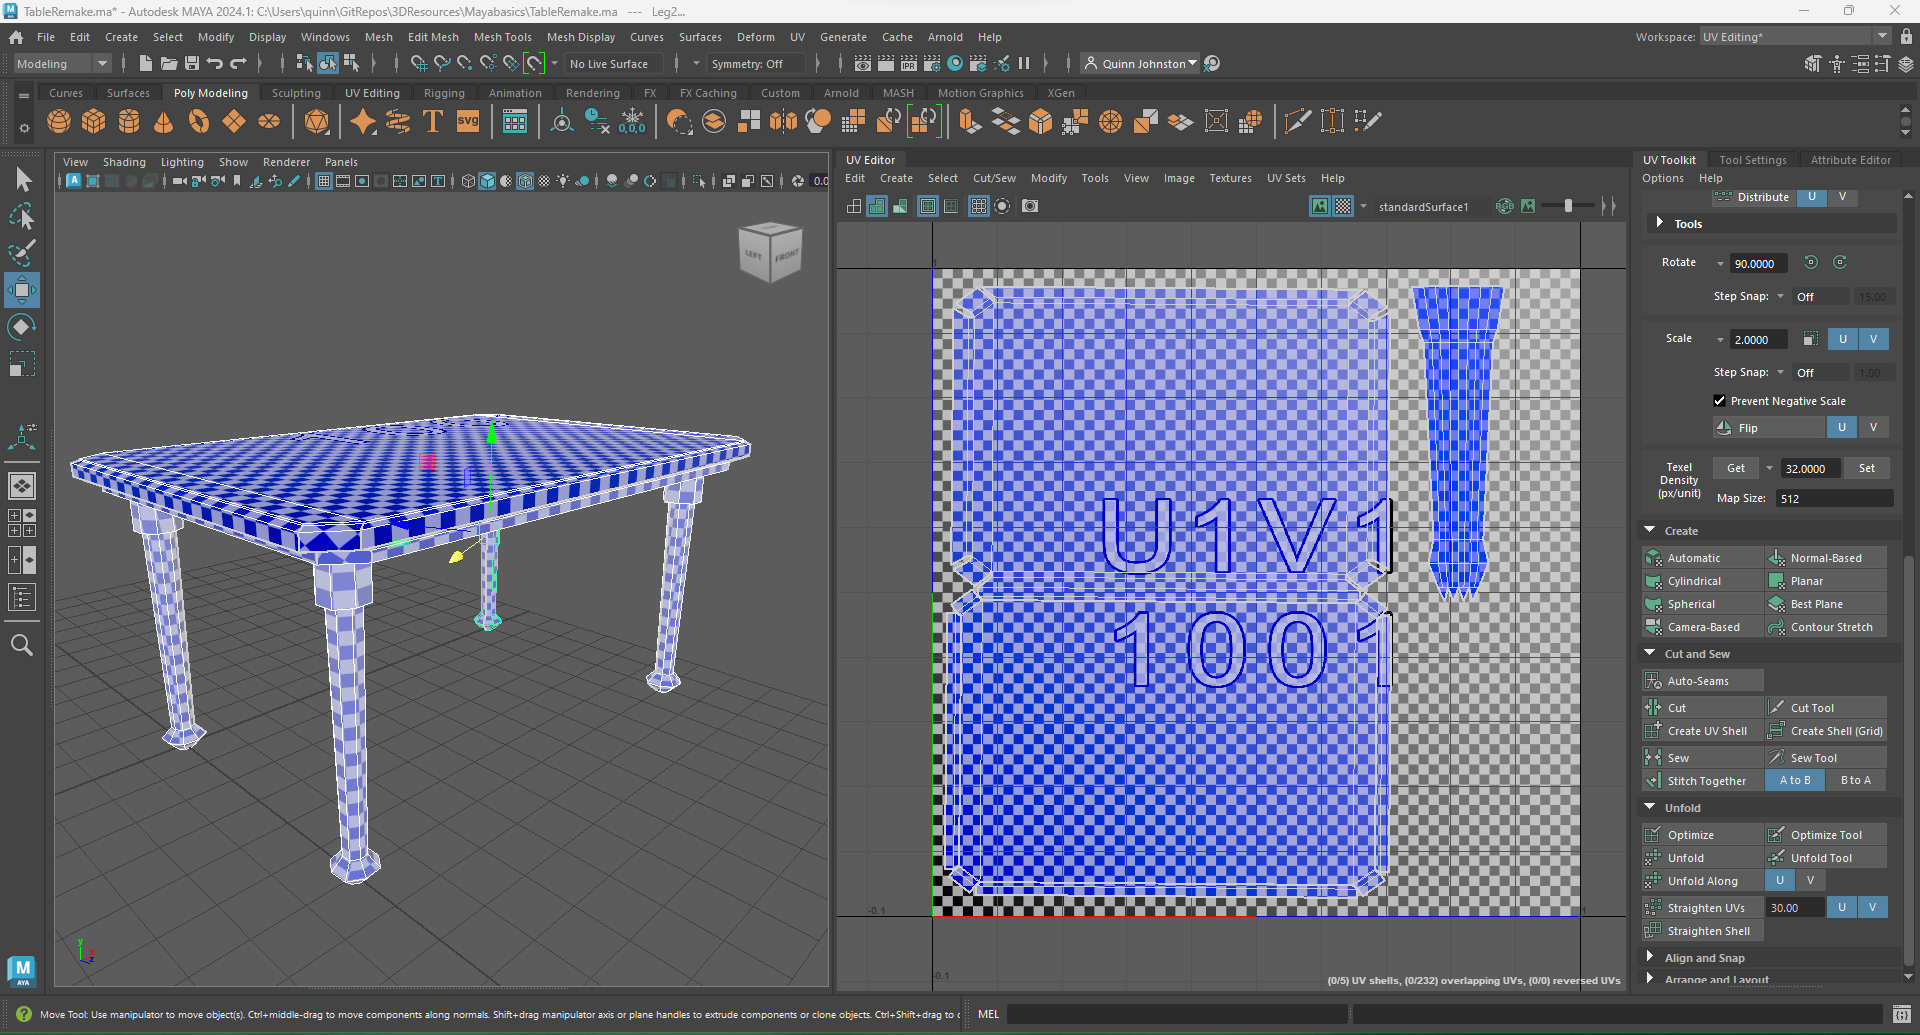 TableRemake.ma* - Autodesk MAYA 2024.1: C:\Users\quinn\GitRepos\3DResources\Mayabasics\TableRemake.ma --- Leg2...
File Edit Create Select Modify Display Windows Mesh Edit Mesh Mesh Tools Mesh Display Curves Surfaces Deform UV Generate Cache Arnold Help
Workspace: UV Editing*
Modeling No Live Surface Symmetry: Off Quinn Johnston
Curves Surfaces Poly Modeling Sculpting UV Editing Rigging Animation Rendering FX FX Caching Custom Arnold MASH Motion Graphics XGen
T svg 0,0,0
View Shading Lighting Show Renderer Panels
0.0
LEFT FRONT
y
UV Editor
Edit Create Select Cut/Sew Modify Tools View Image Textures UV Sets Help
standardSurface1 RGB
1
U1V1
1001
-0.1 1
-0.1
(0/5) UV shells, (0/232) overlapping UVs, (0/0) reversed UVs
UV Toolkit Tool Settings Attribute Editor
Options Help
Distribute U V
Tools
Rotate 90.0000
Step Snap: Off 15.00
Scale 2.0000 U V
Step Snap: Off 1.00
Prevent Negative Scale
Flip U V
Texel Density (px/unit) Get 32.0000 Set
Map Size: 512
Create
Automatic Normal-Based
Cylindrical Planar
Spherical Best Plane
Camera-Based Contour Stretch
Cut and Sew
Auto-Seams
Cut Cut Tool
Create UV Shell Create Shell (Grid)
Sew Sew Tool
Stitch Together A to B B to A
Unfold
Optimize Optimize Tool
Unfold Unfold Tool
Unfold Along U V
Straighten UVs 30.00 U V
Straighten Shell
Align and Snap
Arrange and Layout
M
AYA
Move Tool: Use manipulator to move object(s). Ctrl+middle-drag to move components along normals. Shift+drag manipulator axis or plane handles to extrude components or clone objects. Ctrl+Shift+drag to c
MEL